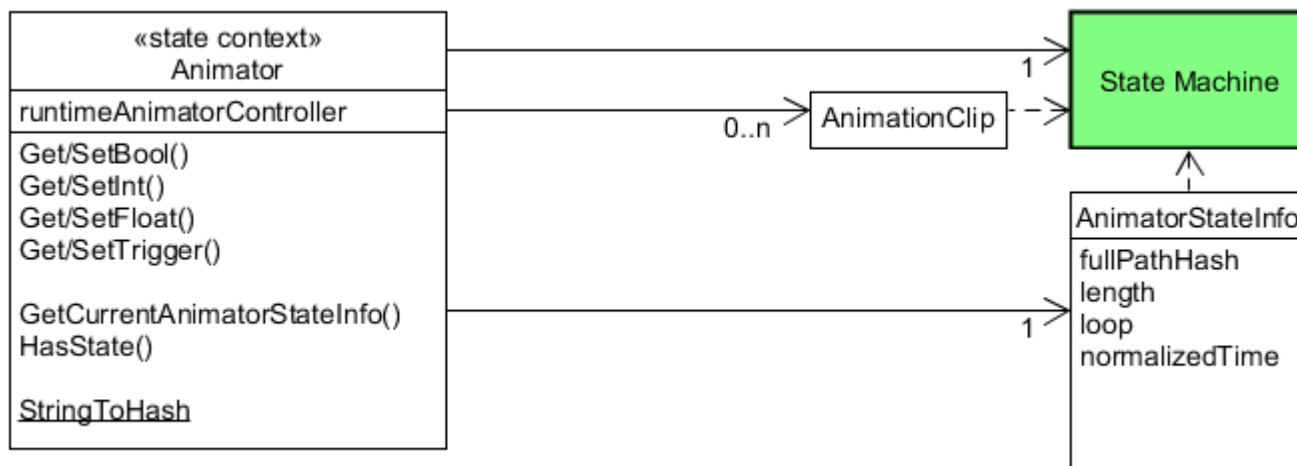 «state context»
Animator
runtimeAnimatorController
Get/SetBool()
Get/SetInt()
Get/SetFloat()
Get/SetTrigger()
GetCurrentAnimatorStateInfo()
HasState()
StringToHash
1
0..n
AnimationClip
State Machine
AnimatorStateInfo
fullPathHash
length
loop
normalizedTime
1